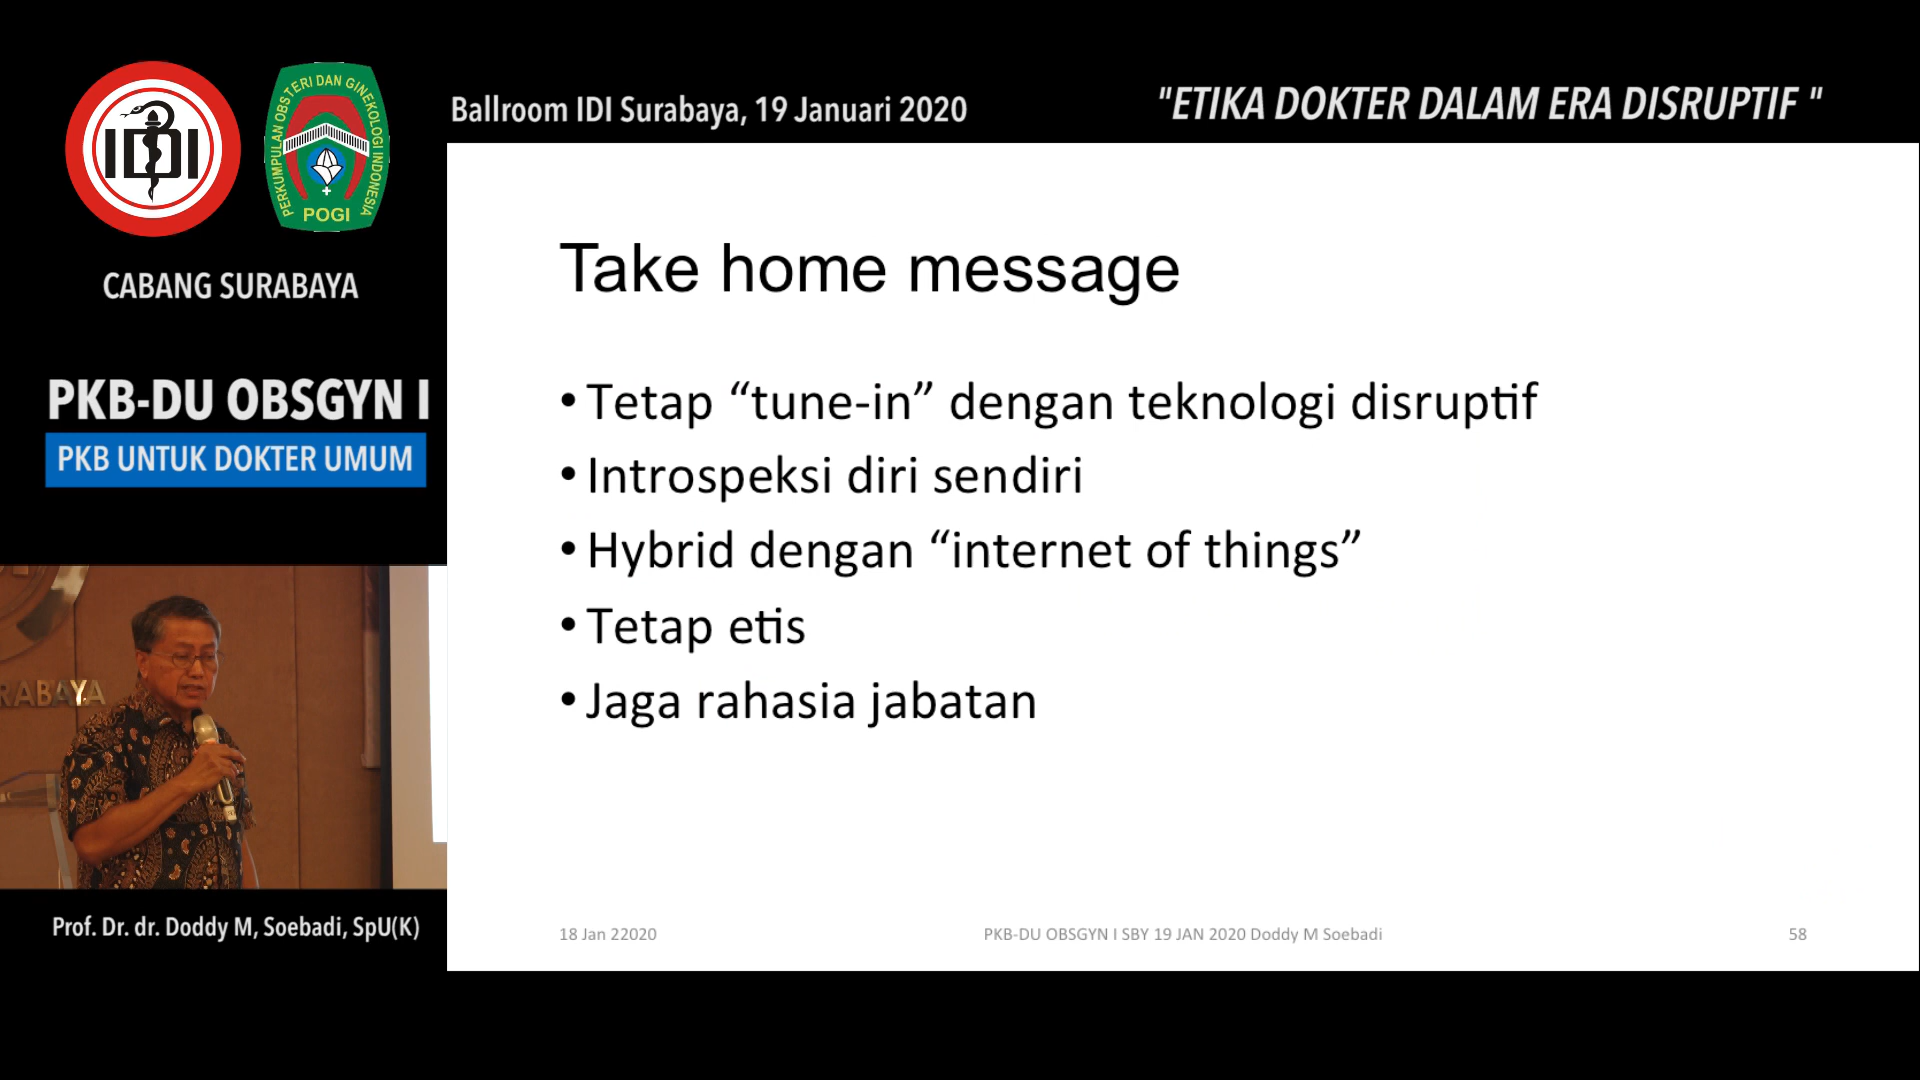 IDI
PERKUMPULAN OBSTERI DAN GINEKOLOGI INDONESIA
POGI
CABANG SURABAYA
PKB-DU OBSGYN I
PKB UNTUK DOKTER UMUM
RABAYA
Prof. Dr. dr. Doddy M, Soebadi, SpU(K)
Ballroom IDI Surabaya, 19 Januari 2020
"ETIKA DOKTER DALAM ERA DISRUPTIF "
Take home message
• Tetap “tune-in” dengan teknologi disruptif
• Introspeksi diri sendiri
• Hybrid dengan “internet of things”
• Tetap etis
• Jaga rahasia jabatan
18 Jan 22020
PKB-DU OBSGYN I SBY 19 JAN 2020 Doddy M Soebadi
58